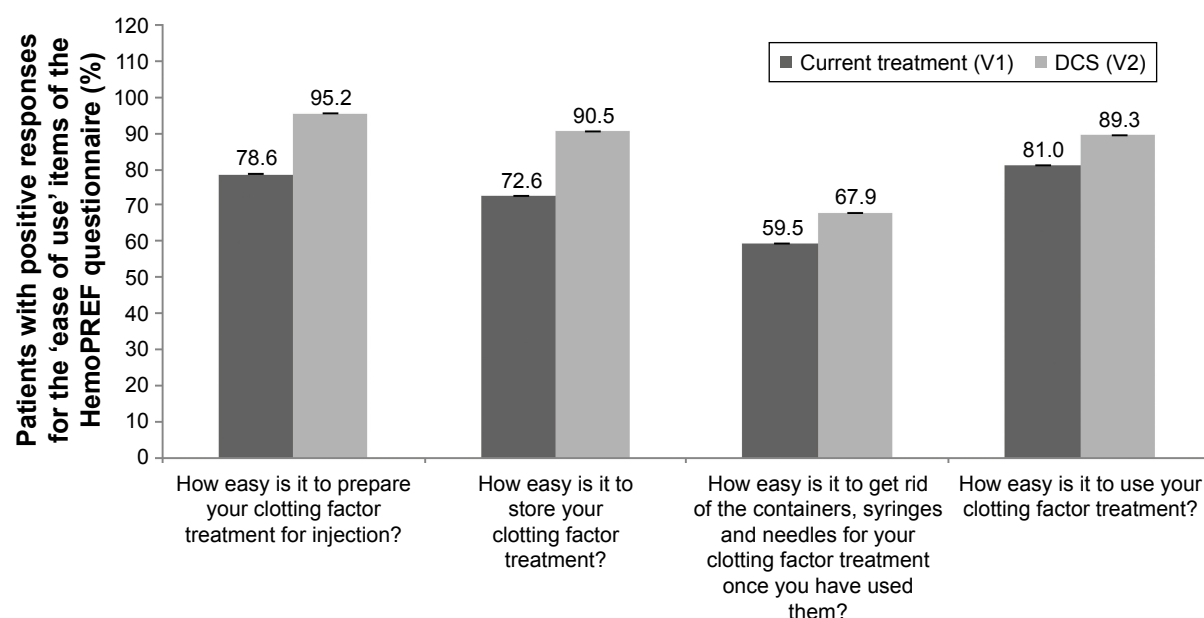 Patients with positive responses
for the ‘ease of use’ items of the
HemoPREF questionnaire (%)
120
110
100
90
80
70
60
50
40
30
20
10
0
Current treatment (V1)
DCS (V2)
78.6
95.2
72.6
90.5
59.5
67.9
81.0
89.3
How easy is it to prepare
your clotting factor
treatment for injection?
How easy is it to
store your
clotting factor
treatment?
How easy is it to get rid
of the containers, syringes
and needles for your
clotting factor treatment
once you have used
them?
How easy is it to use your
clotting factor treatment?